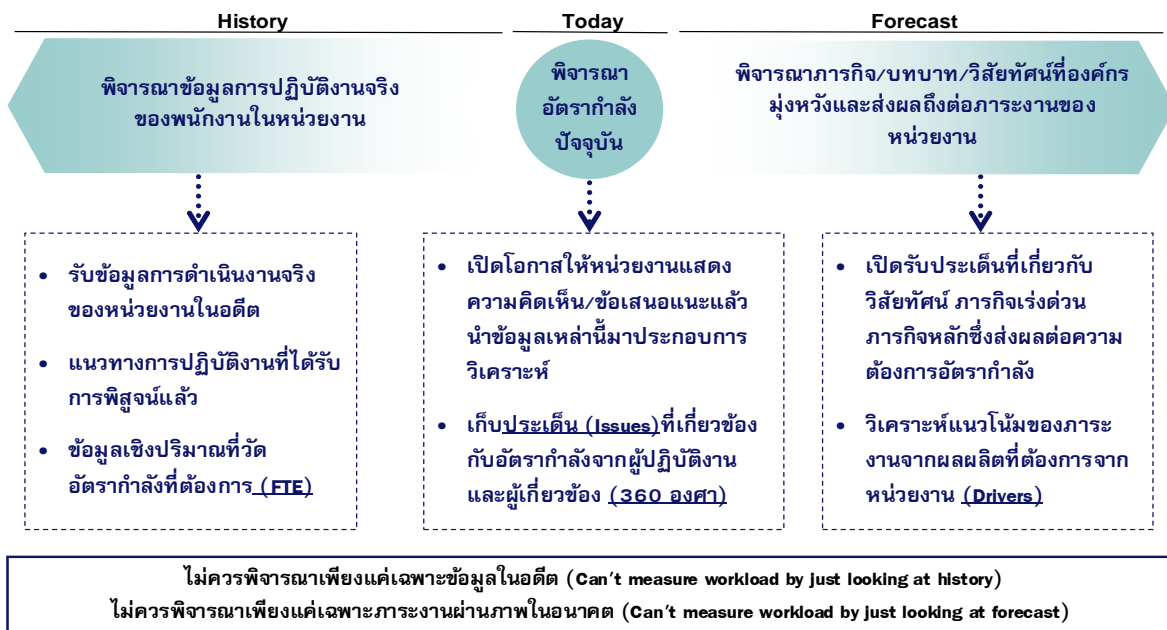 History
Today
Forecast
พิจารณาข้อมูลการปฏิบัติงานจริง
ของพนักงานในหน่วยงาน
พิจารณา
อัตรากำลัง
ปัจจุบัน
พิจารณาภารกิจ/บทบาท/วิสัยทัศน์ที่องค์กร
มุ่งหวังและส่งผลถึงต่อภาระงานของ
หน่วยงาน
• รับข้อมูลการดำเนินงานจริง
ของหน่วยงานในอดีต
• แนวทางการปฏิบัติงานที่ได้รับ
การพิสูจน์แล้ว
• ข้อมูลเชิงปริมาณที่วัด
อัตรากำลังที่ต้องการ (FTE)
• เปิดโอกาสให้หน่วยงานแสดง
ความคิดเห็น/ข้อเสนอแนะแล้ว
นำข้อมูลเหล่านี้มาประกอบการ
วิเคราะห์
• เก็บประเด็น (Issues)ที่เกี่ยวข้อง
กับอัตรากำลังจากผู้ปฏิบัติงาน
และผู้เกี่ยวข้อง (360 องศา)
• เปิดรับประเด็นที่เกี่ยวกับ
วิสัยทัศน์ ภารกิจเร่งด่วน
ภารกิจหลักซึ่งส่งผลต่อความ
ต้องการอัตรากำลัง
• วิเคราะห์แนวโน้มของภาระ
งานจากผลผลิตที่ต้องการจาก
หน่วยงาน (Drivers)
ไม่ควรพิจารณาเพียงแค่เฉพาะข้อมูลในอดีต (Can't measure workload by just looking at history)
ไม่ควรพิจารณาเพียงแค่เฉพาะภาระงานผ่านภาพในอนาคต (Can't measure workload by just looking at forecast)